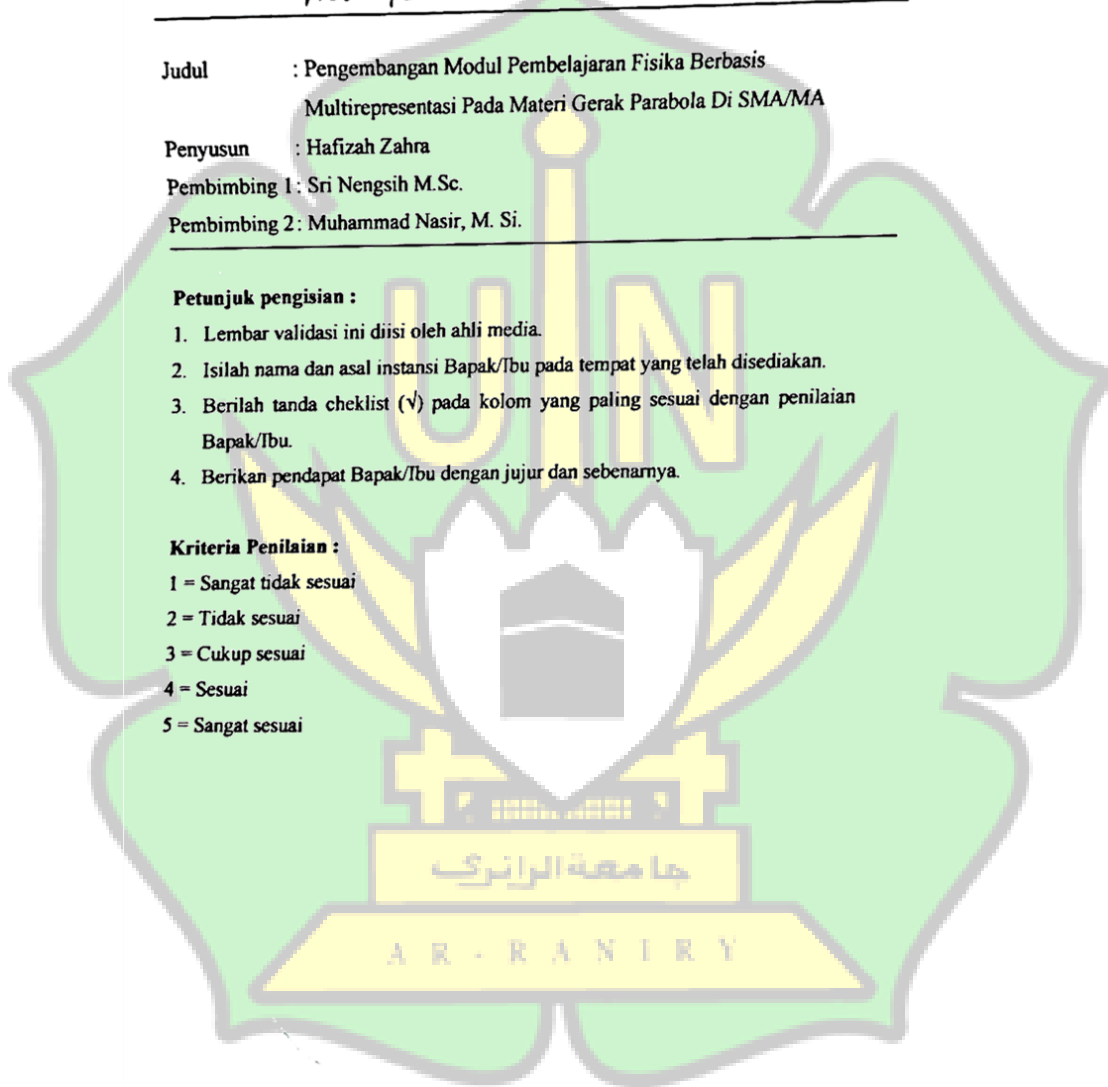 Judul : Pengembangan Modul Pembelajaran Fisika Berbasis
Multirepresentasi Pada Materi Gerak Parabola Di SMA/MA
Penyusun : Hafizah Zahra
Pembimbing 1 : Sri Nengsih M.Sc.
Pembimbing 2 : Muhammad Nasir, M. Si.
Petunjuk pengisian :
1. Lembar validasi ini diisi oleh ahli media.
2. Isilah nama dan asal instansi Bapak/Ibu pada tempat yang telah disediakan.
3. Berilah tanda cheklist (√) pada kolom yang paling sesuai dengan penilaian
Bapak/Ibu.
4. Berikan pendapat Bapak/Ibu dengan jujur dan sebenarnya.
UIN
Kriteria Penilaian :
1 = Sangat tidak sesuai
2 = Tidak sesuai
3 = Cukup sesuai
4 = Sesuai
5 = Sangat sesuai
جامعة الرانري
AR-RANIRY